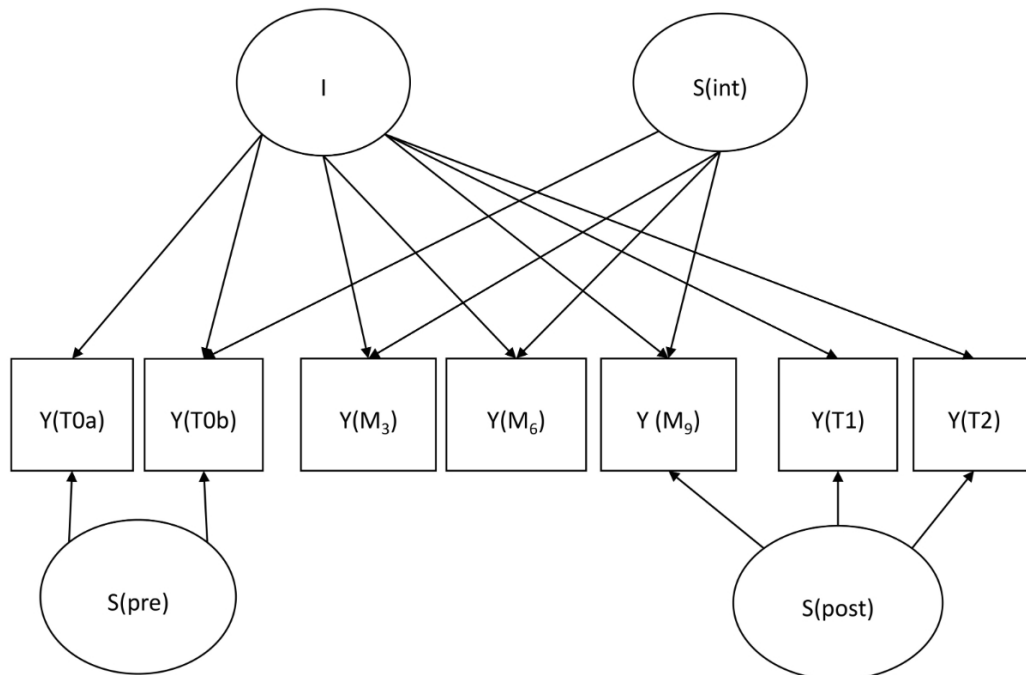 I
S(int)
Y(T0a)
Y(T0b)
Y(M₃)
Y(M₆)
Y (M₉)
Y(T1)
Y(T2)
S(pre)
S(post)